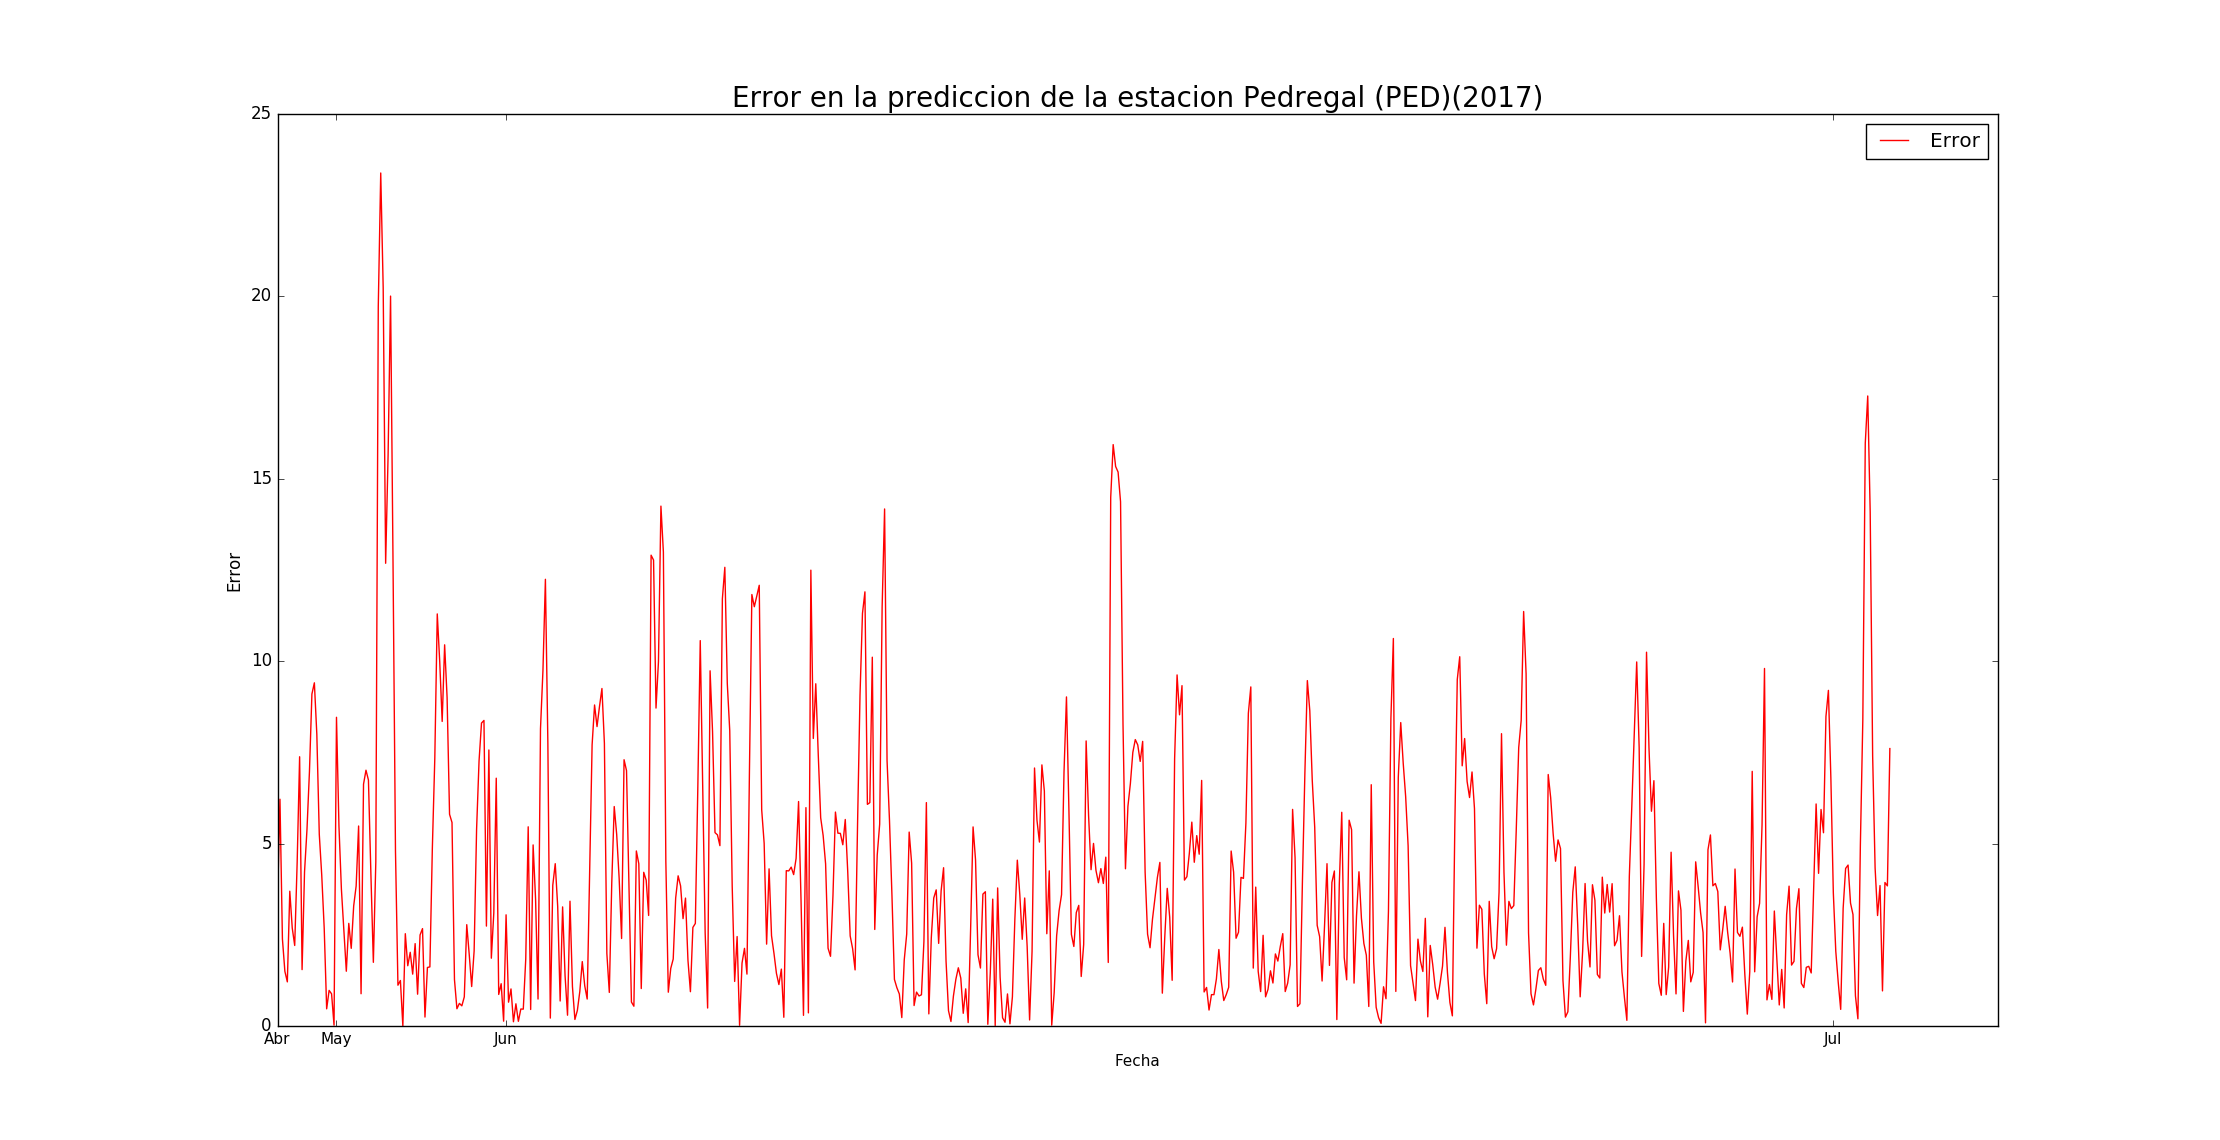 Error en la prediccion de la estacion Pedregal (PED)(2017)
Error
25
20
15
10
5
0
Error
Abr May Jun Jul
Fecha